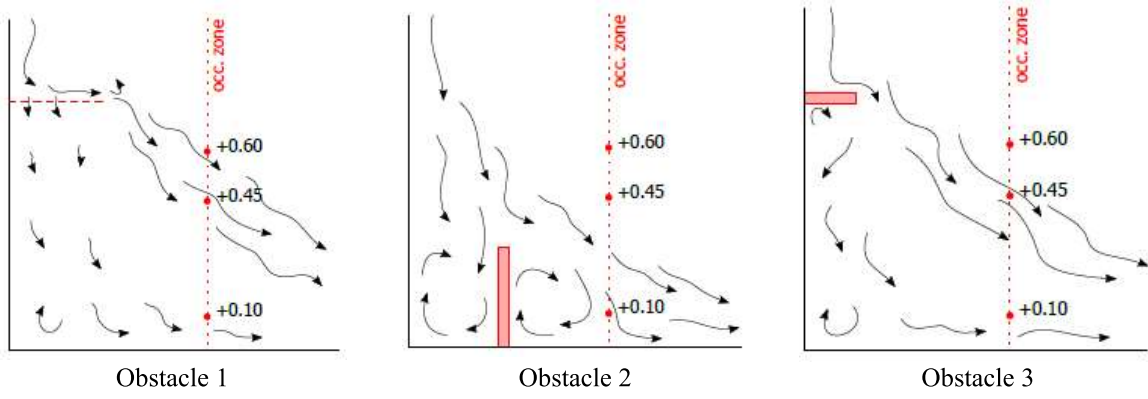 occ. zone
+0.60
+0.45
+0.10
Obstacle 1
occ. zone
+0.60
+0.45
+0.10
Obstacle 2
occ. zone
+0.60
+0.45
+0.10
Obstacle 3